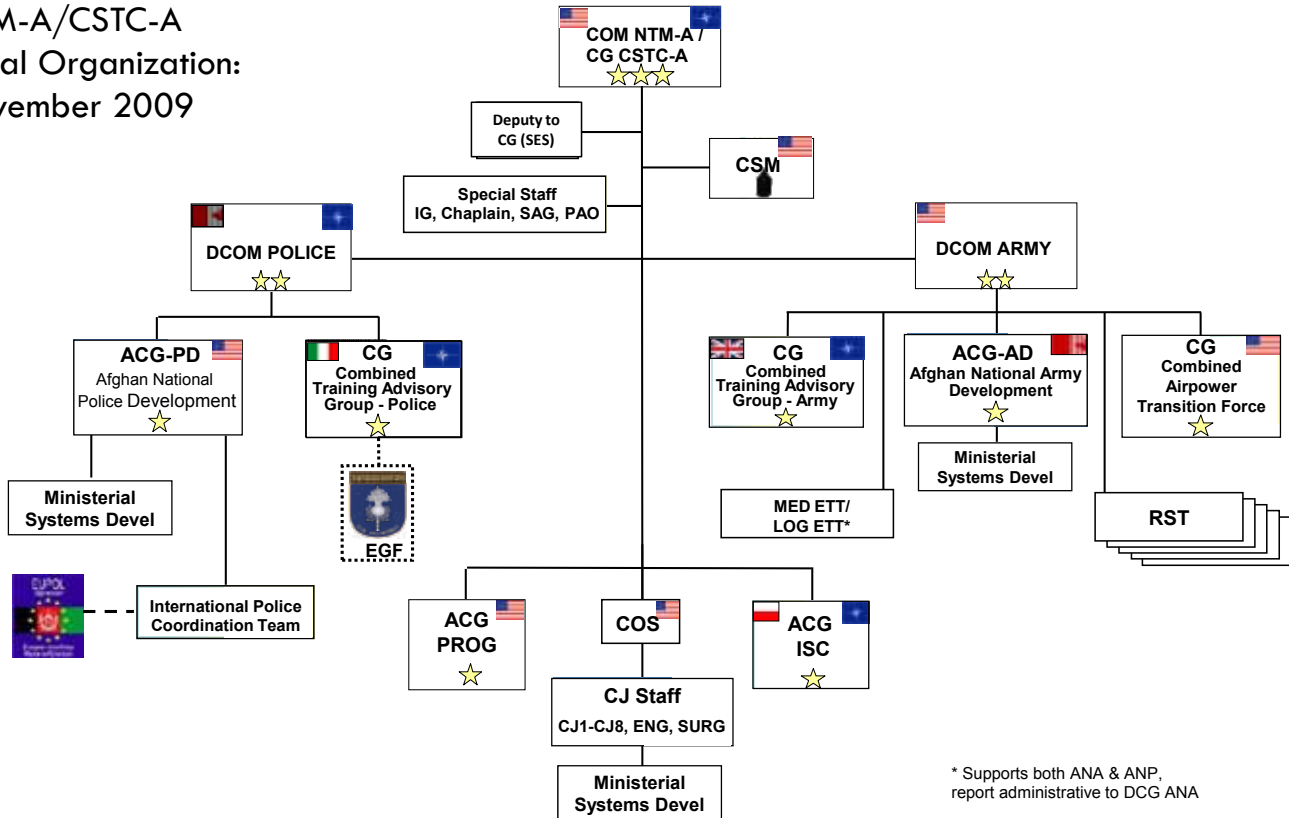 M-A/CSTC-A
al Organization:
vember 2009
COM NTM-A /
CG CSTC-A
Deputy to
CG (SES)
CSM
Special Staff
IG, Chaplain, SAG, PAO
DCOM POLICE
DCOM ARMY
ACG-PD
Afghan National
Police Development
CG
Combined
Training Advisory
Group - Police
CG
Combined
Training Advisory
Group - Army
ACG-AD
Afghan National Army
Development
CG
Combined
Airpower
Transition Force
Ministerial
Systems Devel
EGF
MED ETT/
LOG ETT*
Ministerial
Systems Devel
RST
EUPOL
International Police
Coordination Team
ACG
PROG
COS
ACG
ISC
CJ Staff
CJ1-CJ8, ENG, SURG
Ministerial
Systems Devel
* Supports both ANA & ANP,
report administrative to DCG ANA